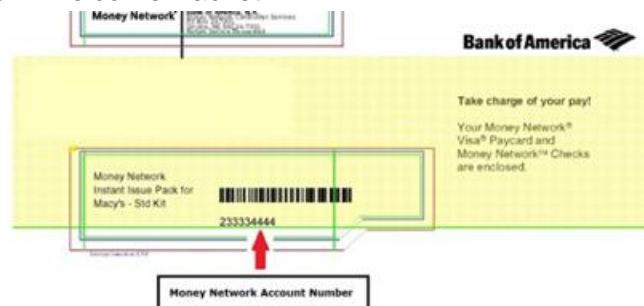 Money Network
Bank of America
Take charge of your pay!
Your Money Network®
Visa® Paycard and
Money Network™ Checks
are enclosed.
Money Network
Instant Issue Pack for
Macy's - Std Kit
233334444
Money Network Account Number